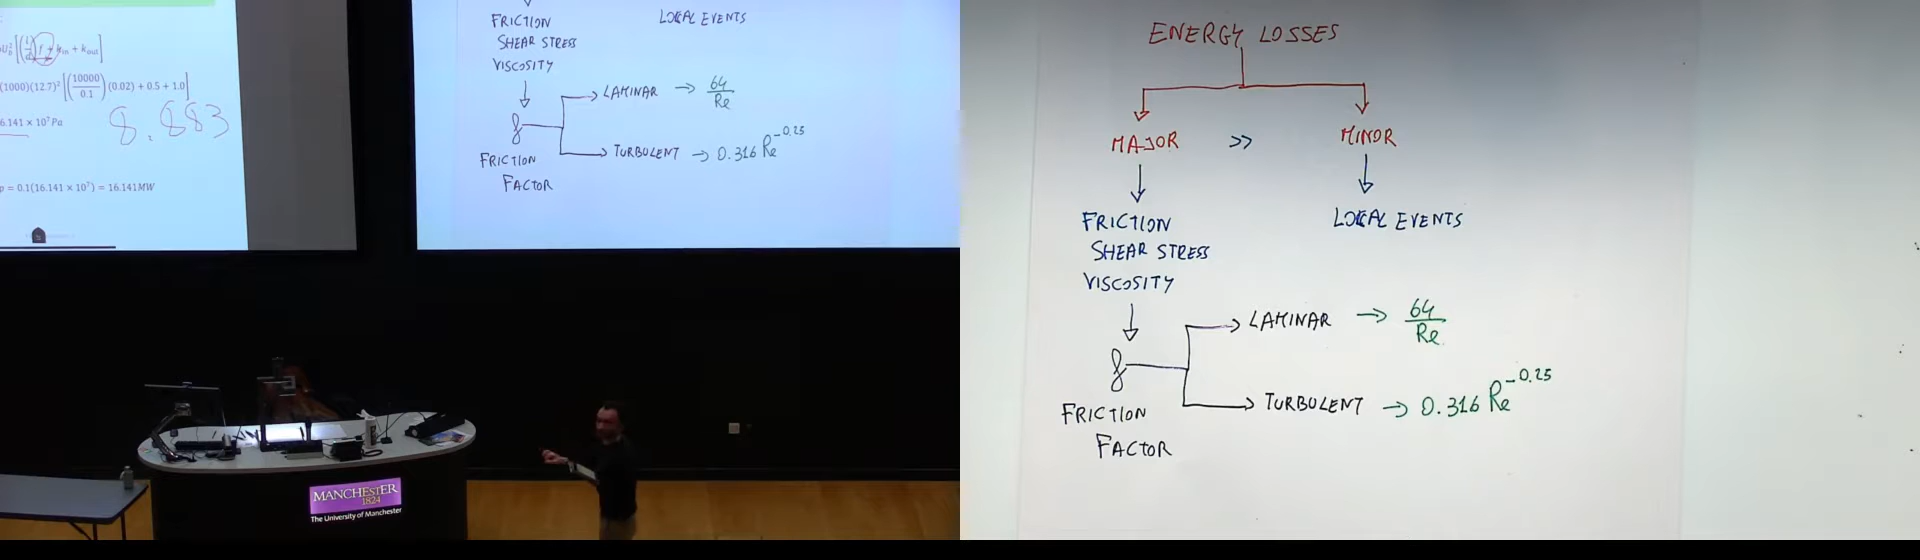 U₀² [(L/d) f + kin + kout]
(1000)(12.7)² [(10000/0.1) (0.02) + 0.5 + 1.0]
6.141 × 10⁷ Pa
8.883
p = 0.1(16.141 × 10⁷) = 16.141MW
FRICTION
SHEAR STRESS
VISCOSITY
LOCAL EVENTS
LAMINAR → 64/Re
f
TURBULENT → 0.316 Re^-0.25
FRICTION
FACTOR
MANCHESTER
1824
The University of Manchester
ENERGY LOSSES
MAJOR >> MINOR
FRICTION
SHEAR STRESS
VISCOSITY
LOCAL EVENTS
LAMINAR → 64/Re
f
TURBULENT → 0.316 Re^-0.25
FRICTION
FACTOR